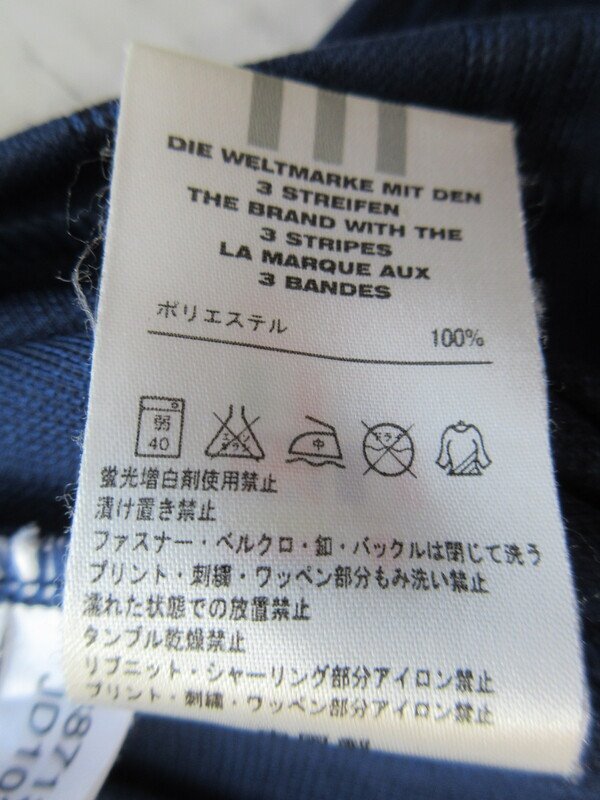 DIE WELTMARKE MIT DEN
3 STREIFEN
THE BRAND WITH THE
3 STRIPES
LA MARQUE AUX
3 BANDES
ポリエステル 100%
弱
40
中
蛍光増白剤使用禁止
漬け置き禁止
ファスナー・ベルクロ・釦・バックルは閉じて洗う
プリント・刺繍・ワッペン部分もみ洗い禁止
濡れた状態での放置禁止
タンブル乾燥禁止
リブニット・シャーリング部分アイロン禁止
プリント・刺繍・ワッペン部分アイロン禁止